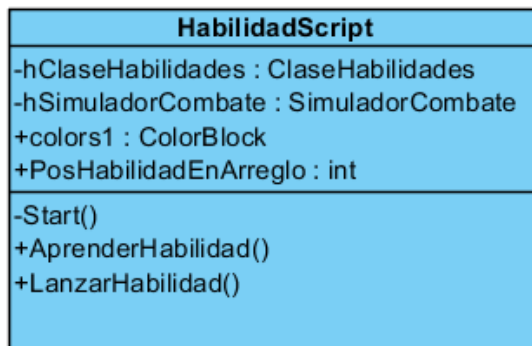 HabilidadScript
-hClaseHabilidades : ClaseHabilidades
-hSimuladorCombate : SimuladorCombate
+colors1 : ColorBlock
+PosHabilidadEnArreglo : int
-Start()
+AprenderHabilidad()
+LanzarHabilidad()